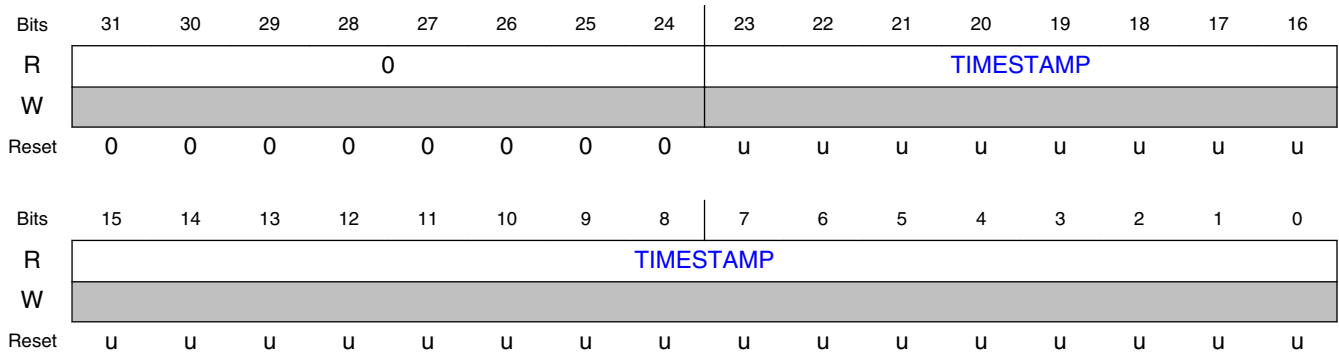 Bits 31 30 29 28 27 26 25 24 23 22 21 20 19 18 17 16
R 0 TIMESTAMP
W
Reset 0 0 0 0 0 0 0 0 u u u u u u u u
Bits 15 14 13 12 11 10 9 8 7 6 5 4 3 2 1 0
R TIMESTAMP
W
Reset u u u u u u u u u u u u u u u u